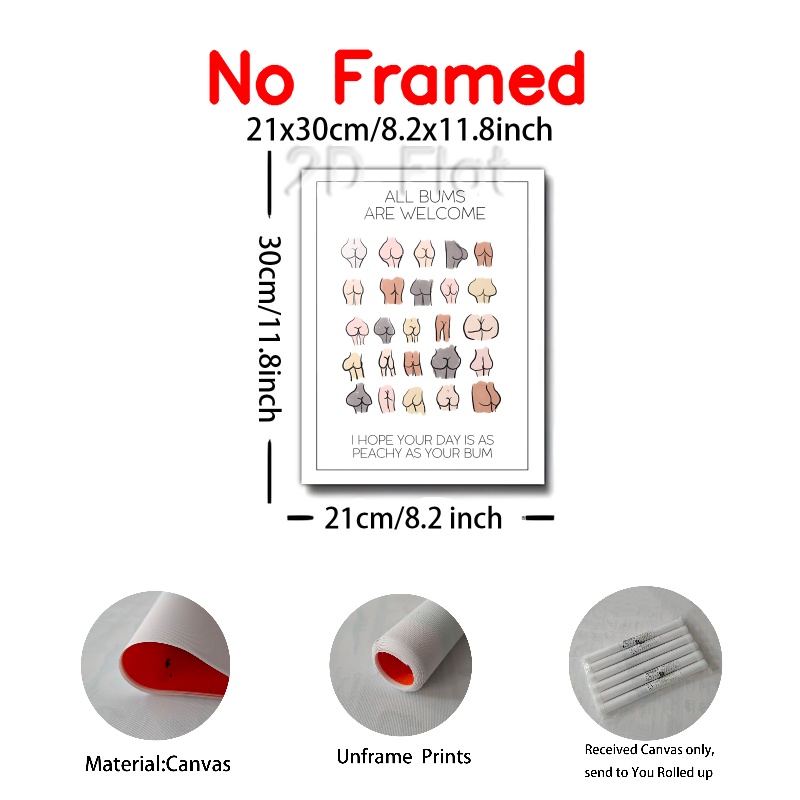 No Framed
21x30cm/8.2x11.8inch
2D Flat
ALL BUMS
ARE WELCOME
30cm/11.8inch
I HOPE YOUR DAY IS AS
PEACHY AS YOUR BUM
21cm/8.2 inch
Material:Canvas
Unframe Prints
Received Canvas only,
send to You Rolled up